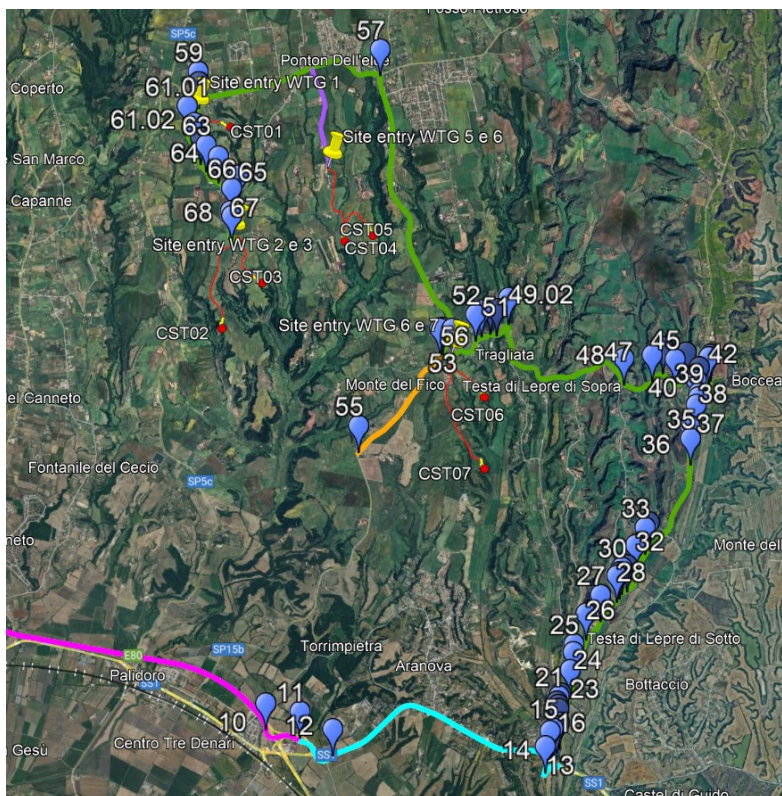 Fosso Pietroso
57
SP5c
59
Ponton Dell'elce
Coperto
Site entry WTG 1
61.01
61.02
63
CST01
Site entry WTG 5 e 6
64
San Marco
66
65
Capanne
67
68
CST05
CST04
Site entry WTG 2 e 3
CST03
49.02
52
51
CST02
Site entry WTG 6 e 7
56
53
Tragliata
48
47
45
42
39
Boccea
Monte del Fico
Testa di Lepre di Sopra
40
38
el Canneto
55
CST06
35
37
36
Fontanile del Cecio
CST07
SP5c
33
neto
32
30
Monte del
28
27
26
25
SP15b
Torrimpietra
Testa di Lepre di Sotto
E80
Aranova
24
Palidoro
SS1
21
23
Bottaccio
11
10
15
12
16
Gesù
Centro Tre Denari
SS1
14
13
SS1
Castel di Guido